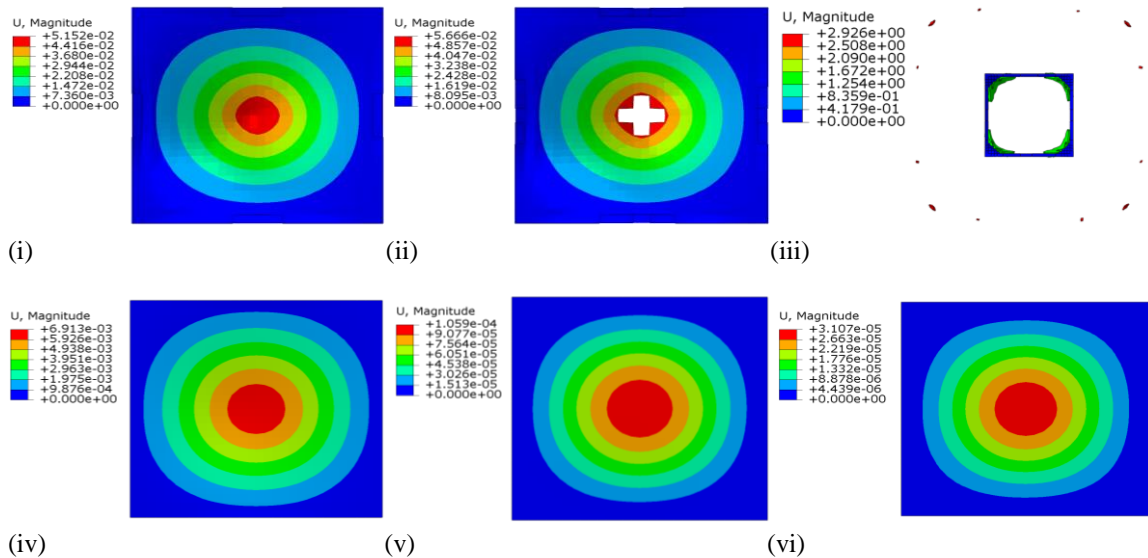 U, Magnitude
+5.152e-02
+4.416e-02
+3.680e-02
+2.944e-02
+2.208e-02
+1.472e-02
+7.360e-03
+0.000e+00
(i)
U, Magnitude
+5.666e-02
+4.857e-02
+4.047e-02
+3.238e-02
+2.428e-02
+1.619e-02
+8.095e-03
+0.000e+00
(ii)
U, Magnitude
+2.926e+00
+2.508e+00
+2.090e+00
+1.672e+00
+1.254e+00
+8.359e-01
+4.179e-01
+0.000e+00
(iii)
U, Magnitude
+6.913e-03
+5.926e-03
+4.938e-03
+3.951e-03
+2.963e-03
+1.975e-03
+9.876e-04
+0.000e+00
(iv)
U, Magnitude
+1.059e-04
+9.077e-05
+7.564e-05
+6.051e-05
+4.538e-05
+3.026e-05
+1.513e-05
+0.000e+00
(v)
U, Magnitude
+3.107e-05
+2.663e-05
+2.219e-05
+1.776e-05
+1.332e-05
+8.878e-06
+4.439e-06
+0.000e+00
(vi)